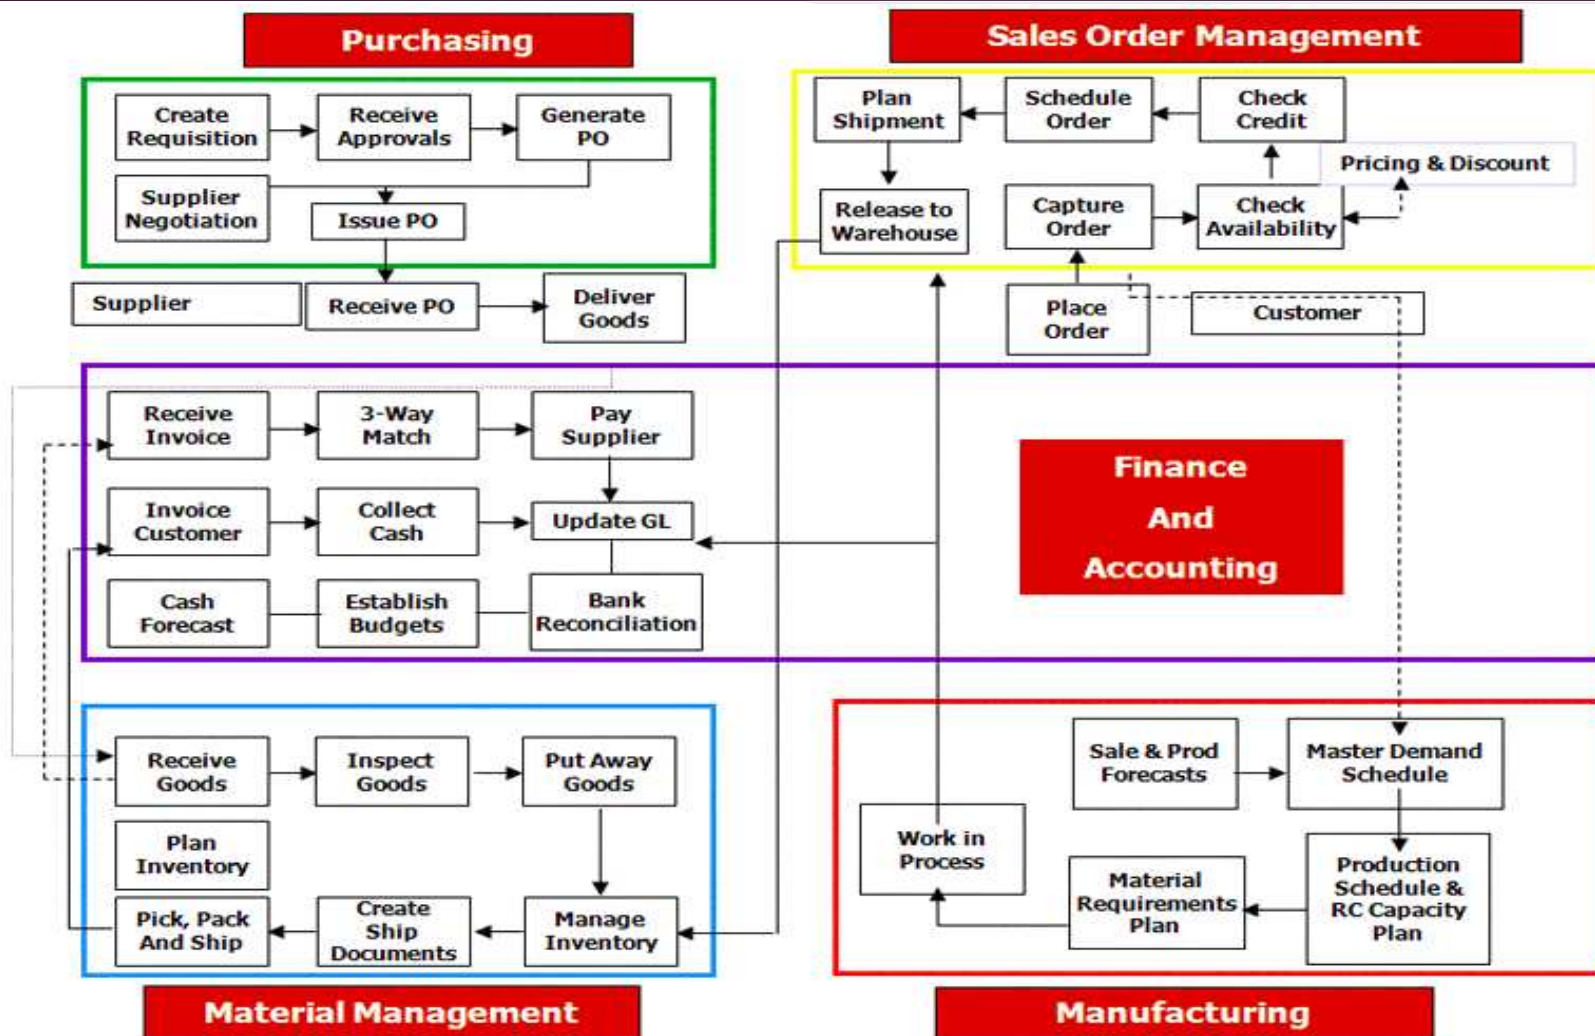 Purchasing
Create
Requisition
Receive
Approvals
Generate
PO
Supplier
Negotiation
Issue PO
Supplier
Receive PO
Deliver
Goods
Sales Order Management
Plan
Shipment
Schedule
Order
Check
Credit
Pricing & Discount
Release to
Warehouse
Capture
Order
Check
Availability
Place
Order
Customer
Receive
Invoice
3-Way
Match
Pay
Supplier
Invoice
Customer
Collect
Cash
Update GL
Cash
Forecast
Establish
Budgets
Bank
Reconciliation
Finance
And
Accounting
Receive
Goods
Inspect
Goods
Put Away
Goods
Plan
Inventory
Pick, Pack
And Ship
Create
Ship
Documents
Manage
Inventory
Material Management
Sale & Prod
Forecasts
Master Demand
Schedule
Work in
Process
Material
Requirements
Plan
Production
Schedule &
RC Capacity
Plan
Manufacturing